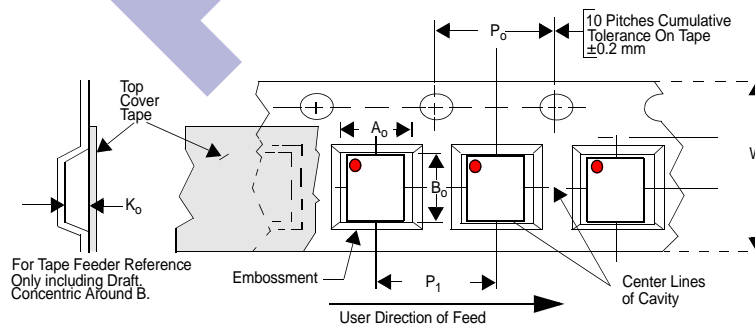 10 Pitches Cumulative
Tolerance On Tape
±0.2 mm
Po
Top
Cover
Tape
Ao
W
Bo
Ko
For Tape Feeder Reference
Only including Draft.
Concentric Around B.
Embossment
P1
Center Lines
of Cavity
User Direction of Feed